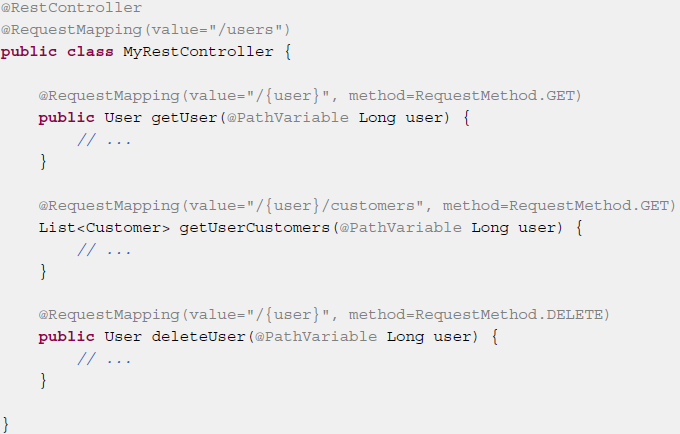 @RestController
@RequestMapping(value="/users")
public class MyRestController {
@RequestMapping(value="/{user}", method=RequestMethod.GET)
public User getUser(@PathVariable Long user) {
// ...
}
@RequestMapping(value="/{user}/customers", method=RequestMethod.GET)
List<Customer> getUserCustomers(@PathVariable Long user) {
// ...
}
@RequestMapping(value="/{user}", method=RequestMethod.DELETE)
public User deleteUser(@PathVariable Long user) {
// ...
}
}